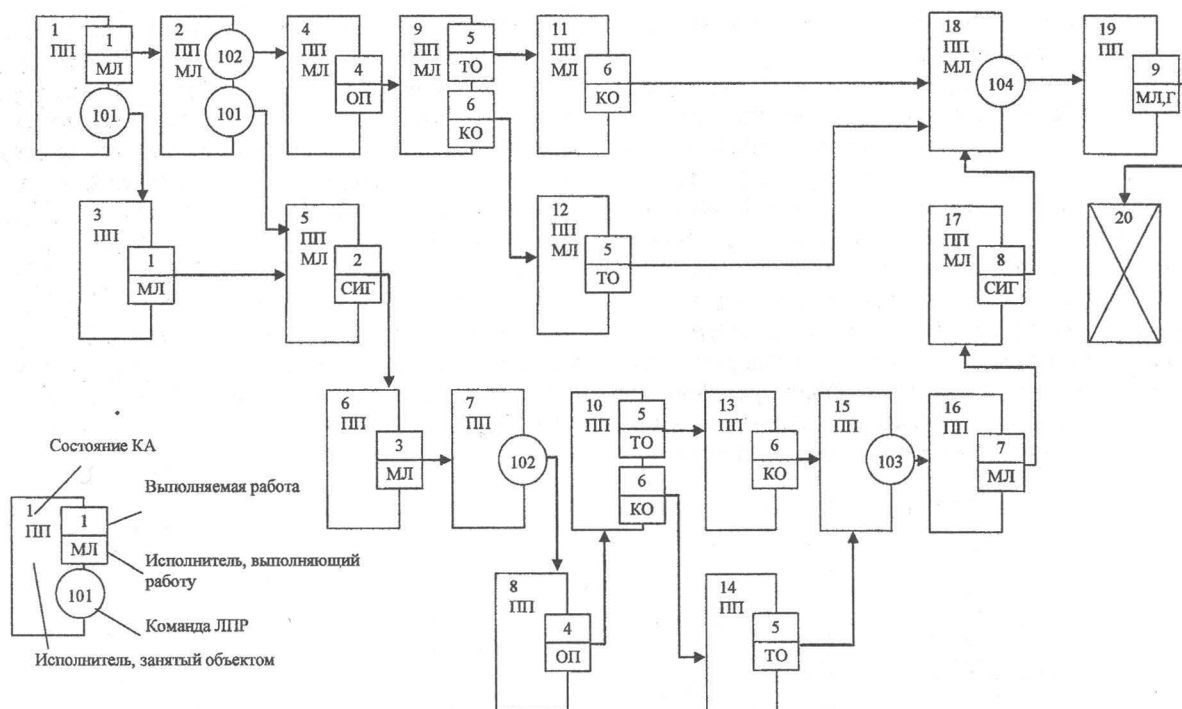 1
ПП
1
МЛ
101
2
ПП
МЛ
102
101
4
ПП
МЛ
4
ОП
9
ПП
МЛ
5
ТО
6
КО
11
ПП
МЛ
6
КО
18
ПП
МЛ
104
19
ПП
9
МЛ,Г
3
ПП
1
МЛ
5
ПП
МЛ
2
СИГ
12
ПП
МЛ
5
ТО
17
ПП
МЛ
8
СИГ
20
6
ПП
3
МЛ
7
ПП
102
10
ПП
5
ТО
6
КО
13
ПП
6
КО
15
ПП
103
16
ПП
7
МЛ
8
ПП
4
ОП
14
ПП
5
ТО
Состояние КА
1
ПП
1
МЛ
101
Выполняемая работа
Исполнитель, выполняющий
работу
Команда ЛПР
Исполнитель, занятый объектом